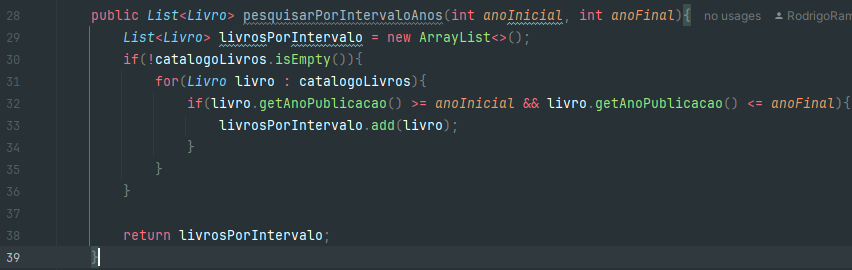 28 public List<Livro> pesquisarPorIntervaloAnos(int anoInicial, int anoFinal){ no usages RodrigoRam
29 List<Livro> livrosPorIntervalo = new ArrayList<>();
30 if(!catalogoLivros.isEmpty()){
31 for(Livro livro : catalogoLivros){
32 if(livro.getAnoPublicacao() >= anoInicial && livro.getAnoPublicacao() <= anoFinal){
33 livrosPorIntervalo.add(livro);
34 }
35 }
36 }
37
38 return livrosPorIntervalo;
39 }